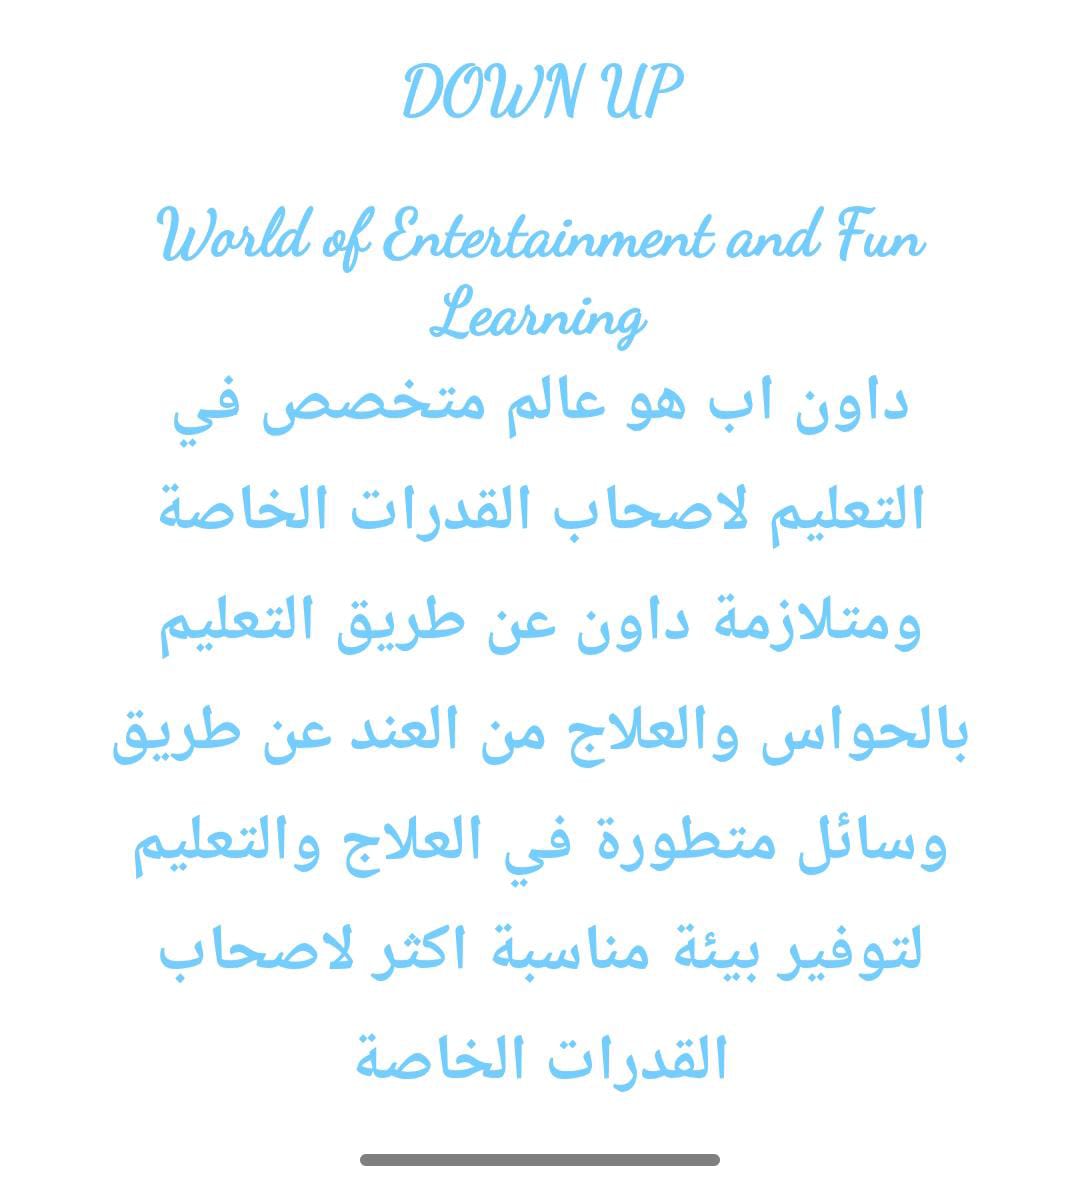 DOWN UP
World of Entertainment and Fun
Learning
داون اب هو عالم متخصص في
التعليم لاصحاب القدرات الخاصة
ومتلازمة داون عن طريق التعليم
بالحواس والعلاج من العند عن طريق
وسائل متطورة في العلاج والتعليم
لتوفير بيئة مناسبة اكثر لاصحاب
القدرات الخاصة